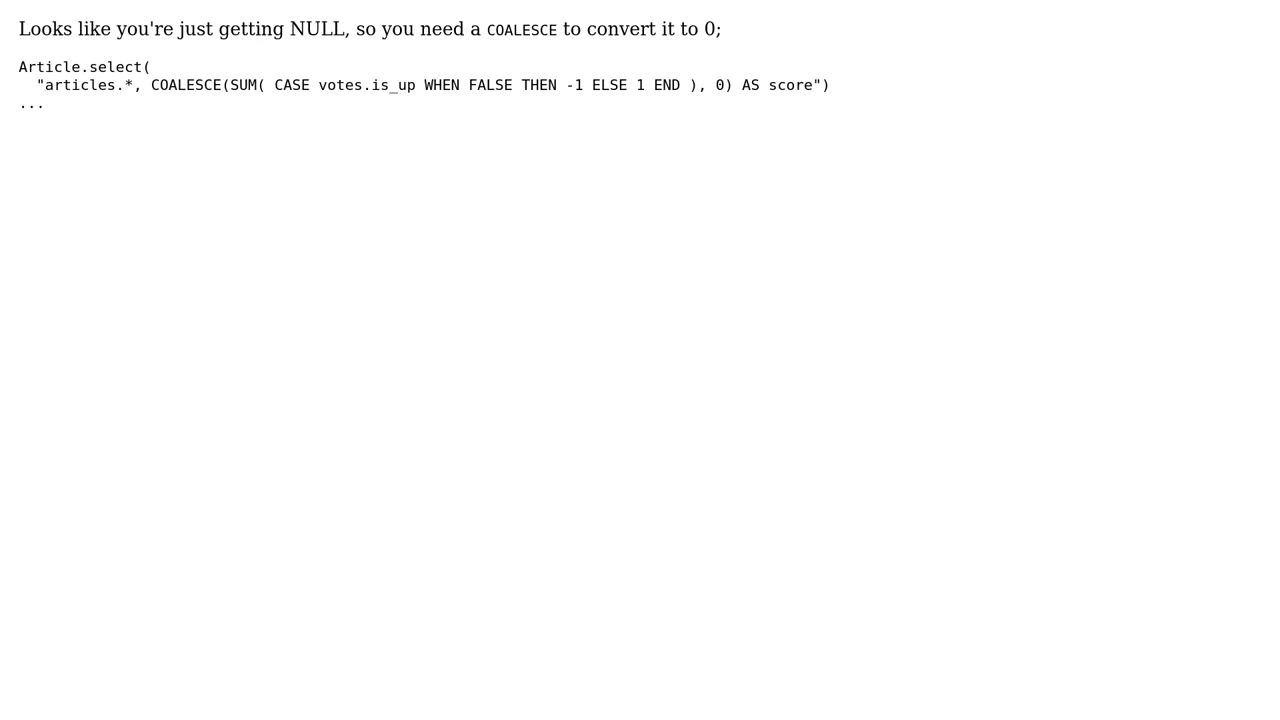 Looks like you're just getting NULL, so you need a COALESCE to convert it to 0;
Article.select(
  "articles.*, COALESCE(SUM( CASE votes.is_up WHEN FALSE THEN -1 ELSE 1 END ), 0) AS score")
...